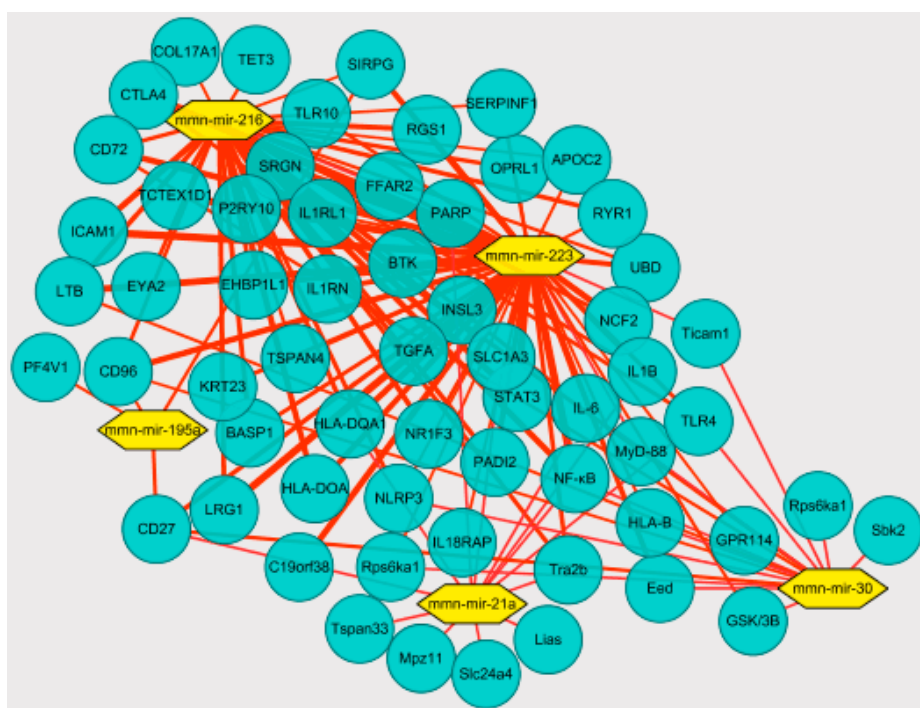 COL17A1
TET3
SIRPG
CTLA4
TLR10
SERPINF1
mmn-mir-216
RGS1
CD72
SRGN
OPRL1
APOC2
TCTEX1D1
P2RY10
FFAR2
IL1RL1
PARP
RYR1
ICAM1
mmn-mir-223
BTK
UBD
LTB
EYA2
EHBP1L1
IL1RN
INSL3
NCF2
Ticam1
TSPAN4
TGFA
SLC1A3
PF4V1
CD96
KRT23
IL1B
STAT3
IL-6
TLR4
mmn-mir-195a
BASP1
HLA-DQA1
NR1F3
MyD-88
PADI2
NF-κB
HLA-DOA
NLRP3
LRG1
CD27
HLA-B
Rps6ka1
Sbk2
GPR114
IL18RAP
C19orf38
Rps6ka1
Tra2b
Eed
mmn-mir-30
mmn-mir-21a
GSK/3B
Tspan33
Lias
Mpz11
Slc24a4